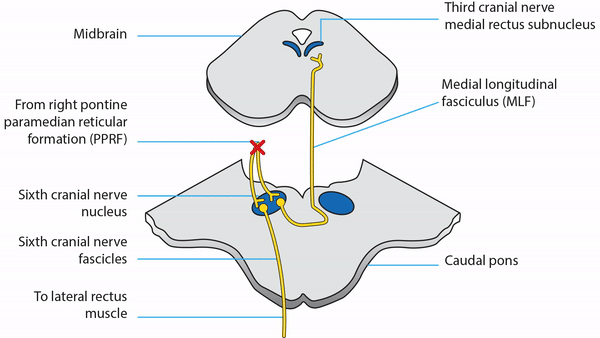 Midbrain
From right pontine
paramedian reticular
formation (PPRF)
Sixth cranial nerve
nucleus
Sixth cranial nerve
fascicles
To lateral rectus
muscle
Third cranial nerve
medial rectus subnucleus
Medial longitudinal
fasciculus (MLF)
Caudal pons